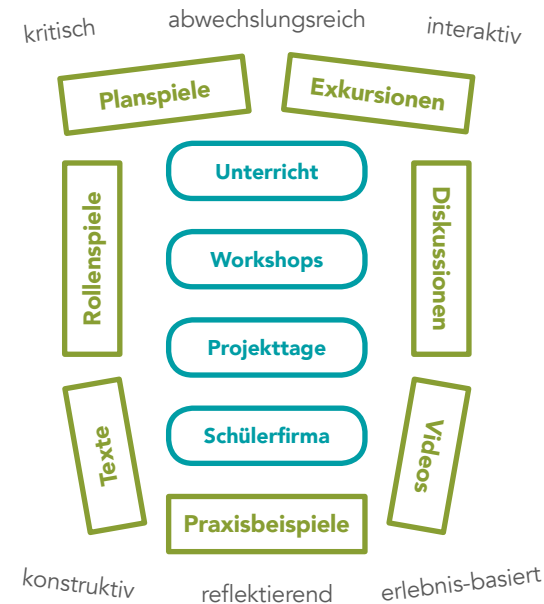 kritisch
abwechslungsreich
interaktiv
Planspiele
Exkursionen
Unterricht
Rollenspiele
Diskussionen
Workshops
Projekttage
Texte
Schülerfirma
Videos
Praxisbeispiele
konstruktiv
reflektierend
erlebnis-basiert